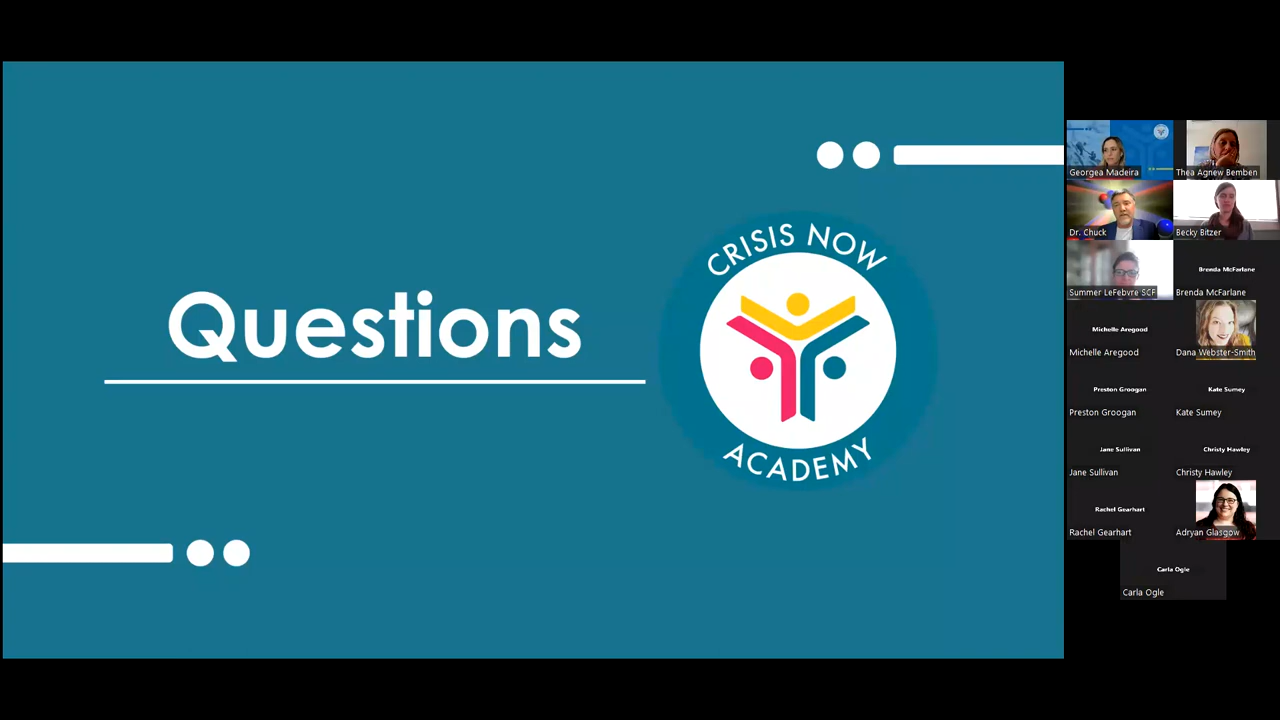 Questions
CRISIS NOW
ACADEMY
Georgea Madeira
Thea Agnew Bemben
Dr. Chuck
Becky Bitzer
Summer LeFebvre SCF
Brenda McFarlane
Brenda McFarlane
Michelle Aregood
Michelle Aregood
Dana Webster-Smith
Preston Groogan
Kate Sumey
Preston Groogan
Kate Sumey
Jane Sullivan
Christy Hawley
Jane Sullivan
Christy Hawley
Rachel Gearhart
Rachel Gearhart
Adryan Glasgow
Carla Ogle
Carla Ogle